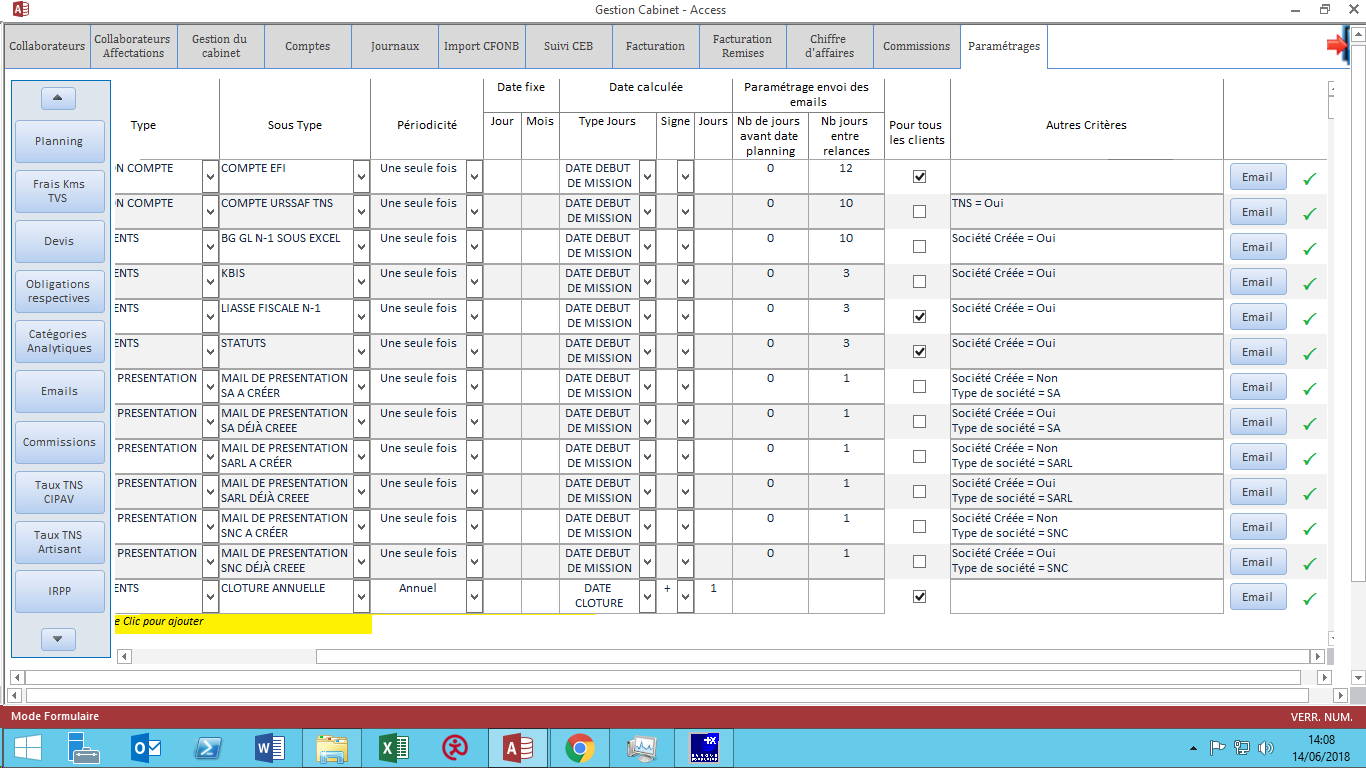 Gestion Cabinet - Access
Collaborateurs
Collaborateurs
Affectations
Gestion du
cabinet
Comptes
Journaux
Import CFONB
Suivi CEB
Facturation
Facturation
Remises
Chiffre
d'affaires
Commissions
Paramétrages
Planning
Frais Kms
TVS
Devis
Obligations
respectives
Catégories
Analytiques
Emails
Commissions
Taux TNS
CIPAV
Taux TNS
Artisant
IRPP
Date fixe
Date calculée
Paramétrage envoi des
emails
Type
Sous Type
Périodicité
Jour
Mois
Type Jours
Signe
Jours
Nb de jours
avant date
planning
Nb jours
entre
relances
Pour tous
les clients
Autres Critères
ON COMPTE COMPTE EFI Une seule fois DATE DEBUT 0 12 Email
DE MISSION
ON COMPTE COMPTE URSSAF TNS Une seule fois DATE DEBUT 0 10 TNS = Oui Email
DE MISSION
ENTS BG GL N-1 SOUS EXCEL Une seule fois DATE DEBUT 0 10 Société Créée = Oui Email
DE MISSION
ENTS KBIS Une seule fois DATE DEBUT 0 3 Société Créée = Oui Email
DE MISSION
ENTS LIASSE FISCALE N-1 Une seule fois DATE DEBUT 0 3 Société Créée = Oui Email
DE MISSION
ENTS STATUTS Une seule fois DATE DEBUT 0 3 Société Créée = Oui Email
DE MISSION
PRESENTATION MAIL DE PRESENTATION Une seule fois DATE DEBUT 0 1 Société Créée = Non Email
SA A CRÉER DE MISSION Type de société = SA
PRESENTATION MAIL DE PRESENTATION Une seule fois DATE DEBUT 0 1 Société Créée = Oui Email
SA DÉJÀ CREEE DE MISSION Type de société = SA
PRESENTATION MAIL DE PRESENTATION Une seule fois DATE DEBUT 0 1 Société Créée = Non Email
SARL A CRÉER DE MISSION Type de société = SARL
PRESENTATION MAIL DE PRESENTATION Une seule fois DATE DEBUT 0 1 Société Créée = Oui Email
SARL DÉJÀ CREEE DE MISSION Type de société = SARL
PRESENTATION MAIL DE PRESENTATION Une seule fois DATE DEBUT 0 1 Société Créée = Non Email
SNC A CRÉER DE MISSION Type de société = SNC
PRESENTATION MAIL DE PRESENTATION Une seule fois DATE DEBUT 0 1 Société Créée = Oui Email
SNC DÉJÀ CREEE DE MISSION Type de société = SNC
ENTS CLOTURE ANNUELLE Annuel DATE + 1 Email
CLOTURE
e Clic pour ajouter
Mode Formulaire
VERR. NUM.
14:08
14/06/2018